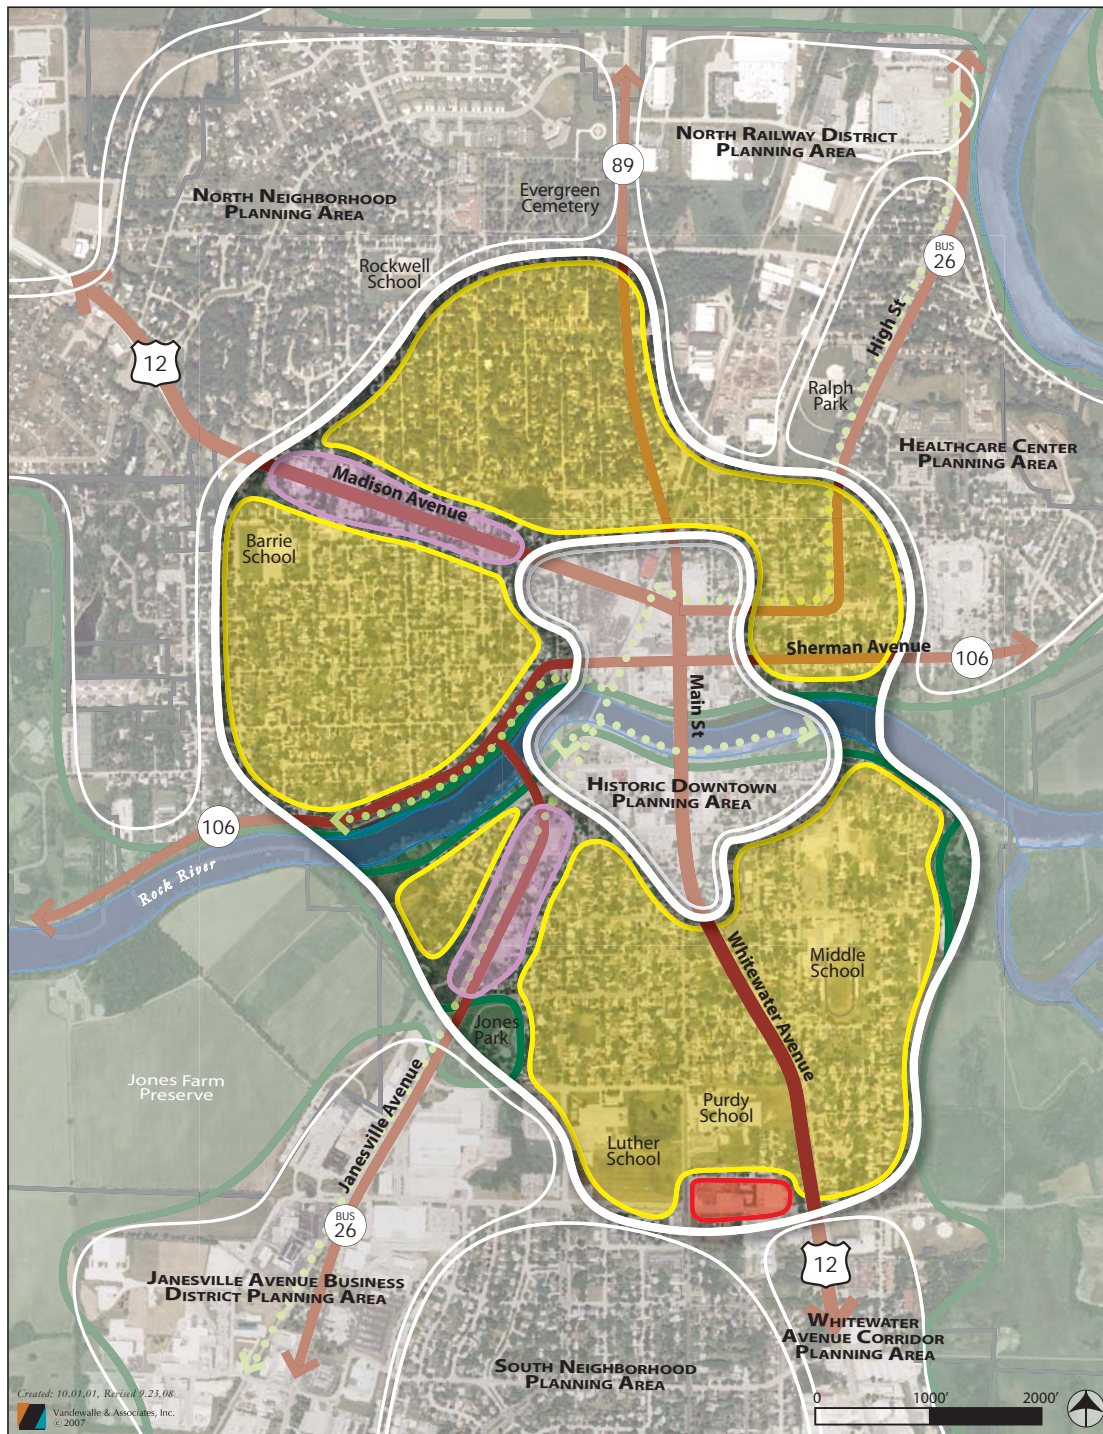 NORTH RAILWAY DISTRICT
PLANNING AREA
89
Evergreen
Cemetery
NORTH NEIGHBORHOOD
PLANNING AREA
BUS
26
Rockwell
School
High St
12
Ralph
Park
HEALTHCARE CENTER
PLANNING AREA
Madison Avenue
Barrie
School
Sherman Avenue
106
Main St
HISTORIC DOWNTOWN
PLANNING AREA
106
Rock River
Whitewater Avenue
Middle
School
Jones
Park
Jones Farm
Preserve
Janesville Avenue
Purdy
School
Luther
School
BUS
26
12
JANESVILLE AVENUE BUSINESS
DISTRICT PLANNING AREA
WHITEWATER
AVENUE CORRIDOR
PLANNING AREA
SOUTH NEIGHBORHOOD
PLANNING AREA
Created: 10.01.01, Revised 9.23.08
Vandewalle & Associates, Inc.
© 2007
0 1000' 2000'